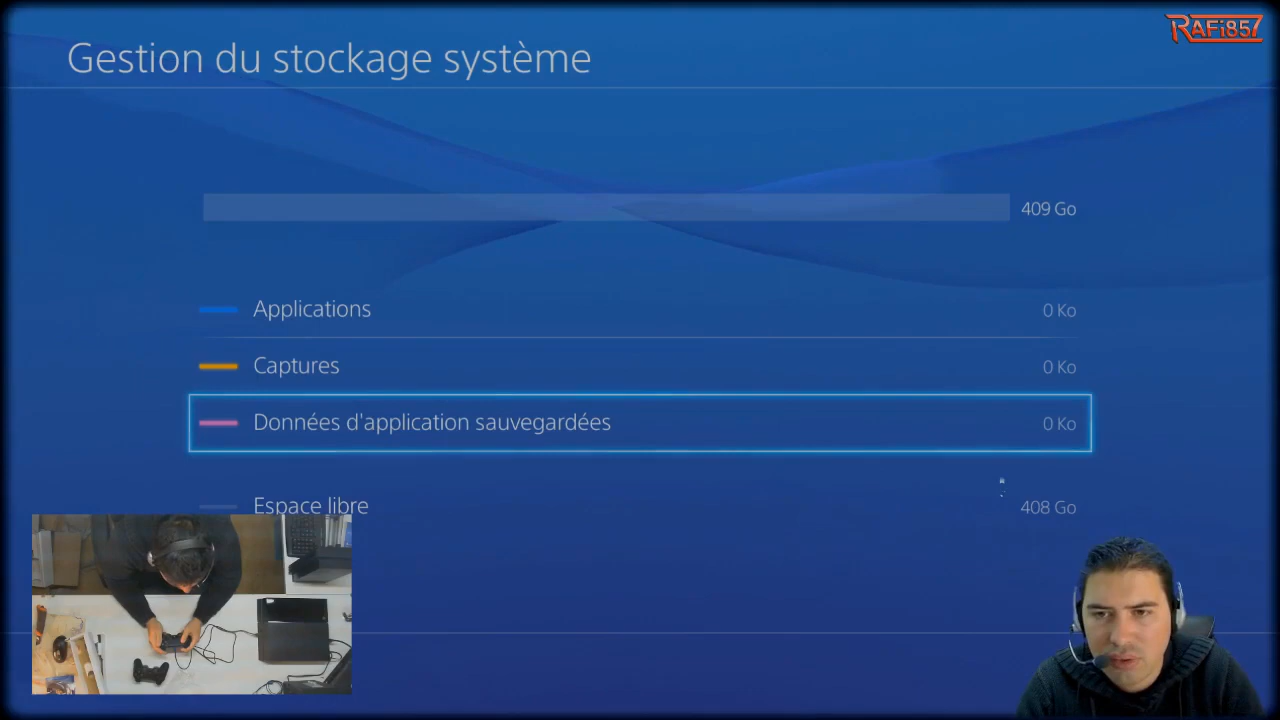 RAFi857
Gestion du stockage système
409 Go
Applications 0 Ko
Captures 0 Ko
Données d'application sauvegardées 0 Ko
Espace libre 408 Go